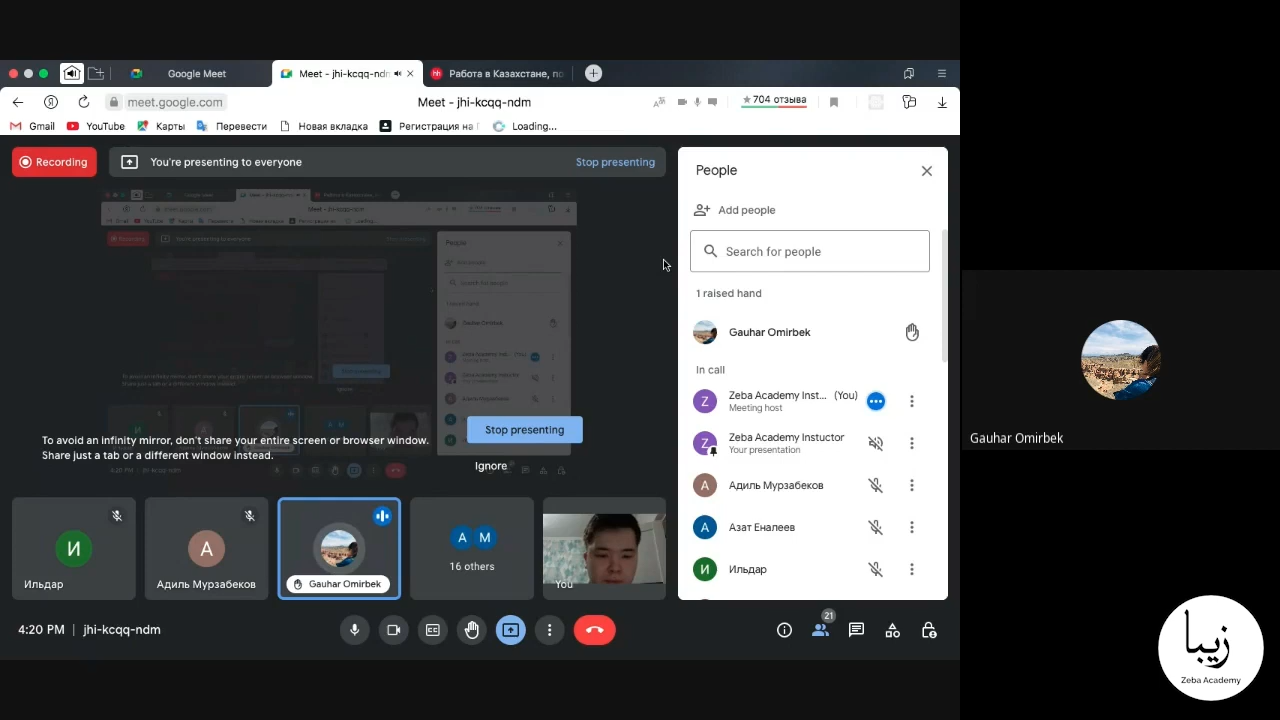 Google Meet
Meet - jhi-kcqq-ndm
Работа в Казахстане, по
meet.google.com
Meet - jhi-kcqq-ndm
704 отзыва
Gmail
YouTube
Карты
Перевести
Новая вкладка
Регистрация на
Loading...
Recording
You're presenting to everyone
Stop presenting
People
Add people
Search for people
1 raised hand
Gauhar Omirbek
In call
Z
Zeba Academy Inst... (You)
Meeting host
Z
Zeba Academy Instuctor
Your presentation
А
Адиль Мурзабеков
А
Азат Еналеев
И
Ильдар
To avoid an infinity mirror, don't share your entire screen or browser window.
Share just a tab or a different window instead.
Stop presenting
Ignore
И
Ильдар
А
Адиль Мурзабеков
Gauhar Omirbek
A M
16 others
You
4:20 PM | jhi-kcqq-ndm
21
Gauhar Omirbek
زيبا
Zeba Academy